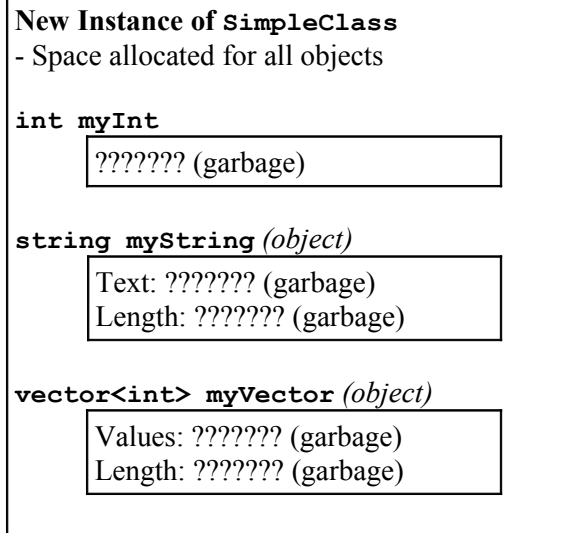 New Instance of SimpleClass
- Space allocated for all objects
int myInt
??????? (garbage)
string myString (object)
Text: ??????? (garbage)
Length: ??????? (garbage)
vector<int> myVector (object)
Values: ??????? (garbage)
Length: ??????? (garbage)